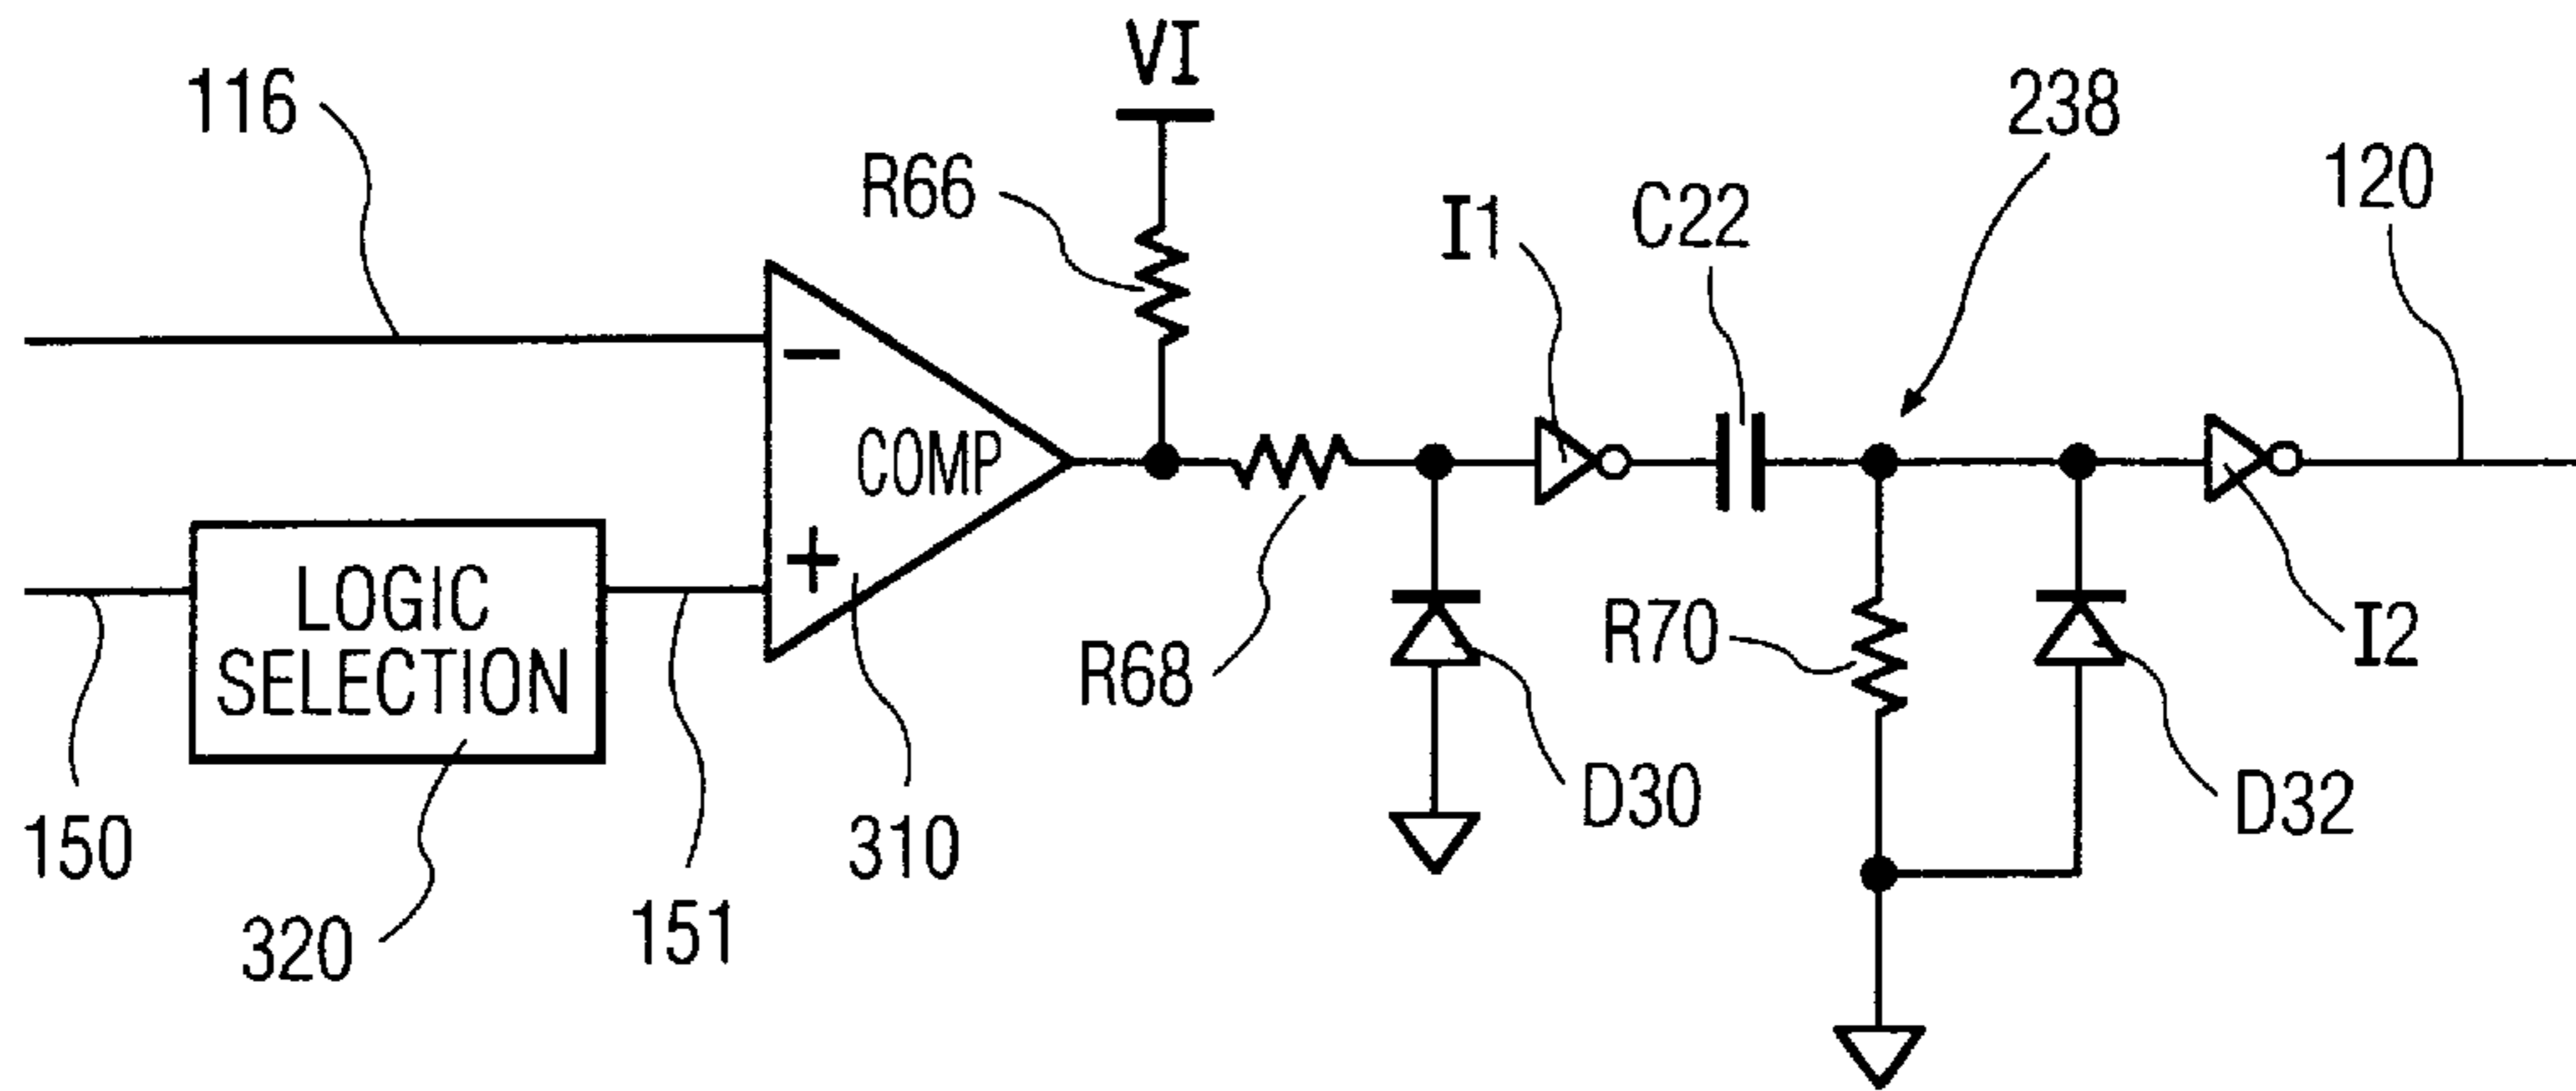 VI
116
238
R66
120
C22
I1
COMP
LOGIC
SELECTION
R70
I2
R68
D30
D32
150
310
151
320